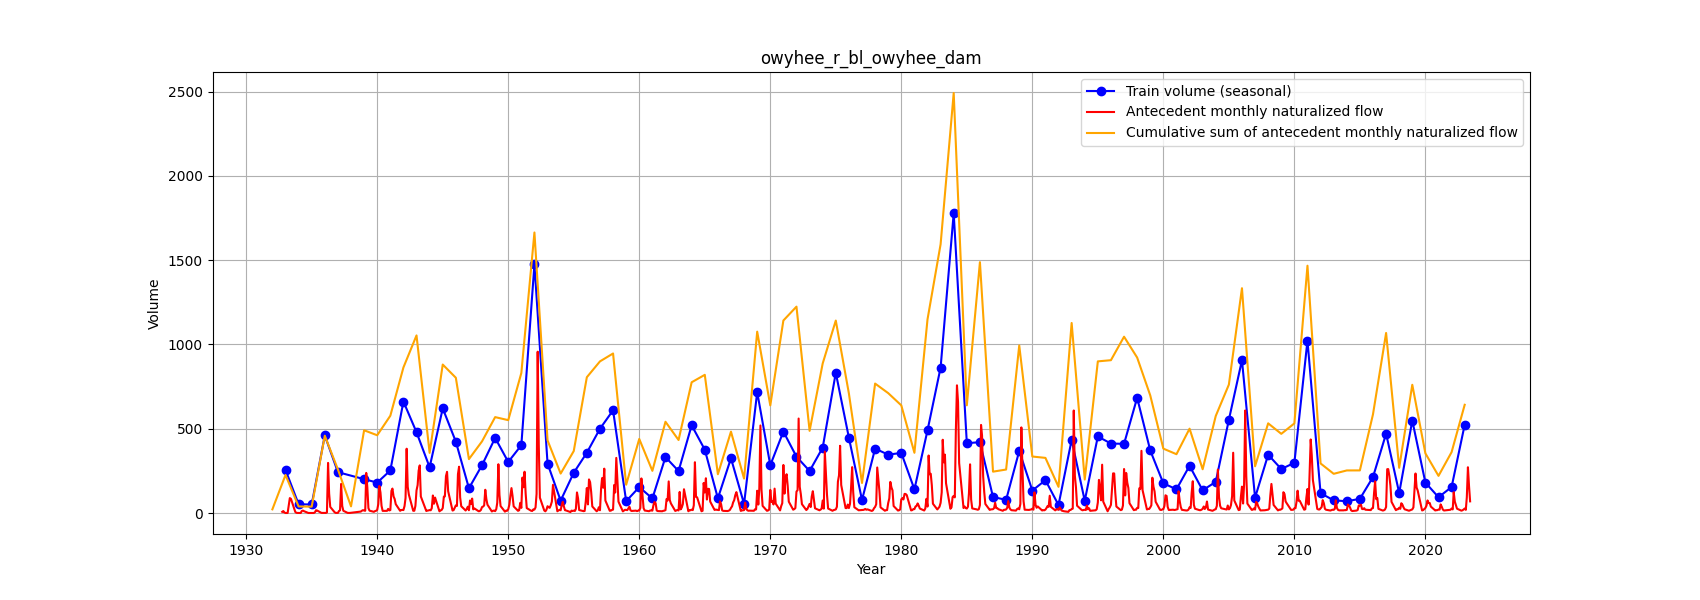 owyhee_r_bl_owyhee_dam
Train volume (seasonal)
Antecedent monthly naturalized flow
Cumulative sum of antecedent monthly naturalized flow
Volume
2500
2000
1500
1000
500
0
1930 1940 1950 1960 1970 1980 1990 2000 2010 2020
Year